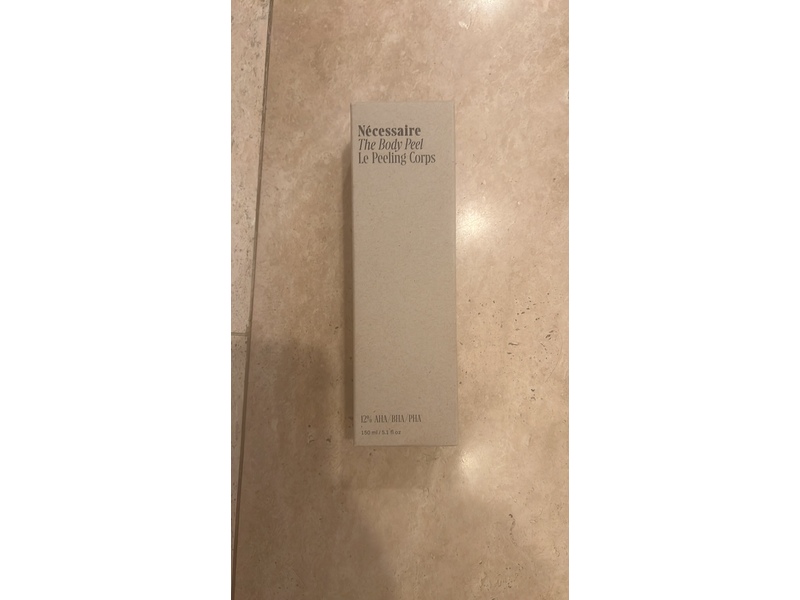 Nécessaire
The Body Peel
Le Peeling Corps
12% AHA/BHA/PHA
150 ml / 5.1 fl oz